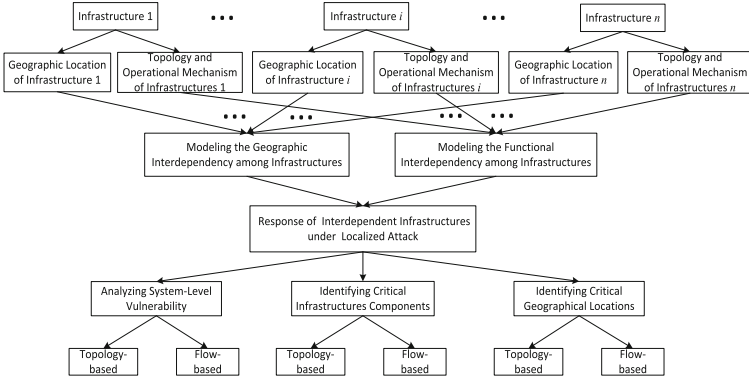 Infrastructure 1
...
Infrastructure i
...
Infrastructure n
Geographic Location
of Infrastructure 1
Topology and
Operational Mechanism
of Infrastructures 1
Geographic Location
of Infrastructure i
Topology and
Operational Mechanism
of Infrastructures i
Geographic Location
of Infrastructure n
Topology and
Operational Mechanism
of Infrastructures n
... ...
... ...
Modeling the Geographic
Interdependency among Infrastructures
Modeling the Functional
Interdependency among Infrastructures
Response of Interdependent Infrastructures
under Localized Attack
Analyzing System-Level
Vulnerability
Identifying Critical
Infrastructures Components
Identifying Critical
Geographical Locations
Topology-
based
Flow-
based
Topology-
based
Flow-
based
Topology-
based
Flow-
based